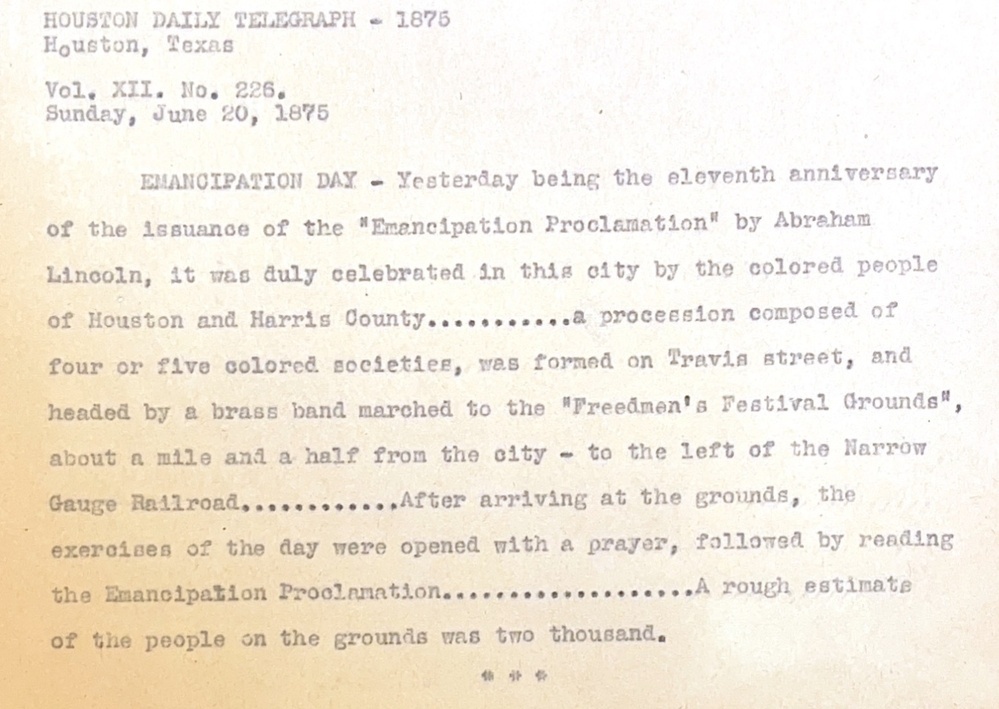 HOUSTON DAILY TELEGRAPH - 1875
Houston, Texas
Vol. XII. No. 226.
Sunday, June 20, 1875
EMANCIPATION DAY - Yesterday being the eleventh anniversary
of the issuance of the "Emancipation Proclamation" by Abraham
Lincoln, it was duly celebrated in this city by the colored people
of Houston and Harris County...........a procession composed of
four or five colored societies, was formed on Travis street, and
headed by a brass band marched to the "Freedmen's Festival Grounds",
about a mile and a half from the city - to the left of the Narrow
Gauge Railroad............After arriving at the grounds, the
exercises of the day were opened with a prayer, followed by reading
the Emancipation Proclamation...................A rough estimate
of the people on the grounds was two thousand.
* * *